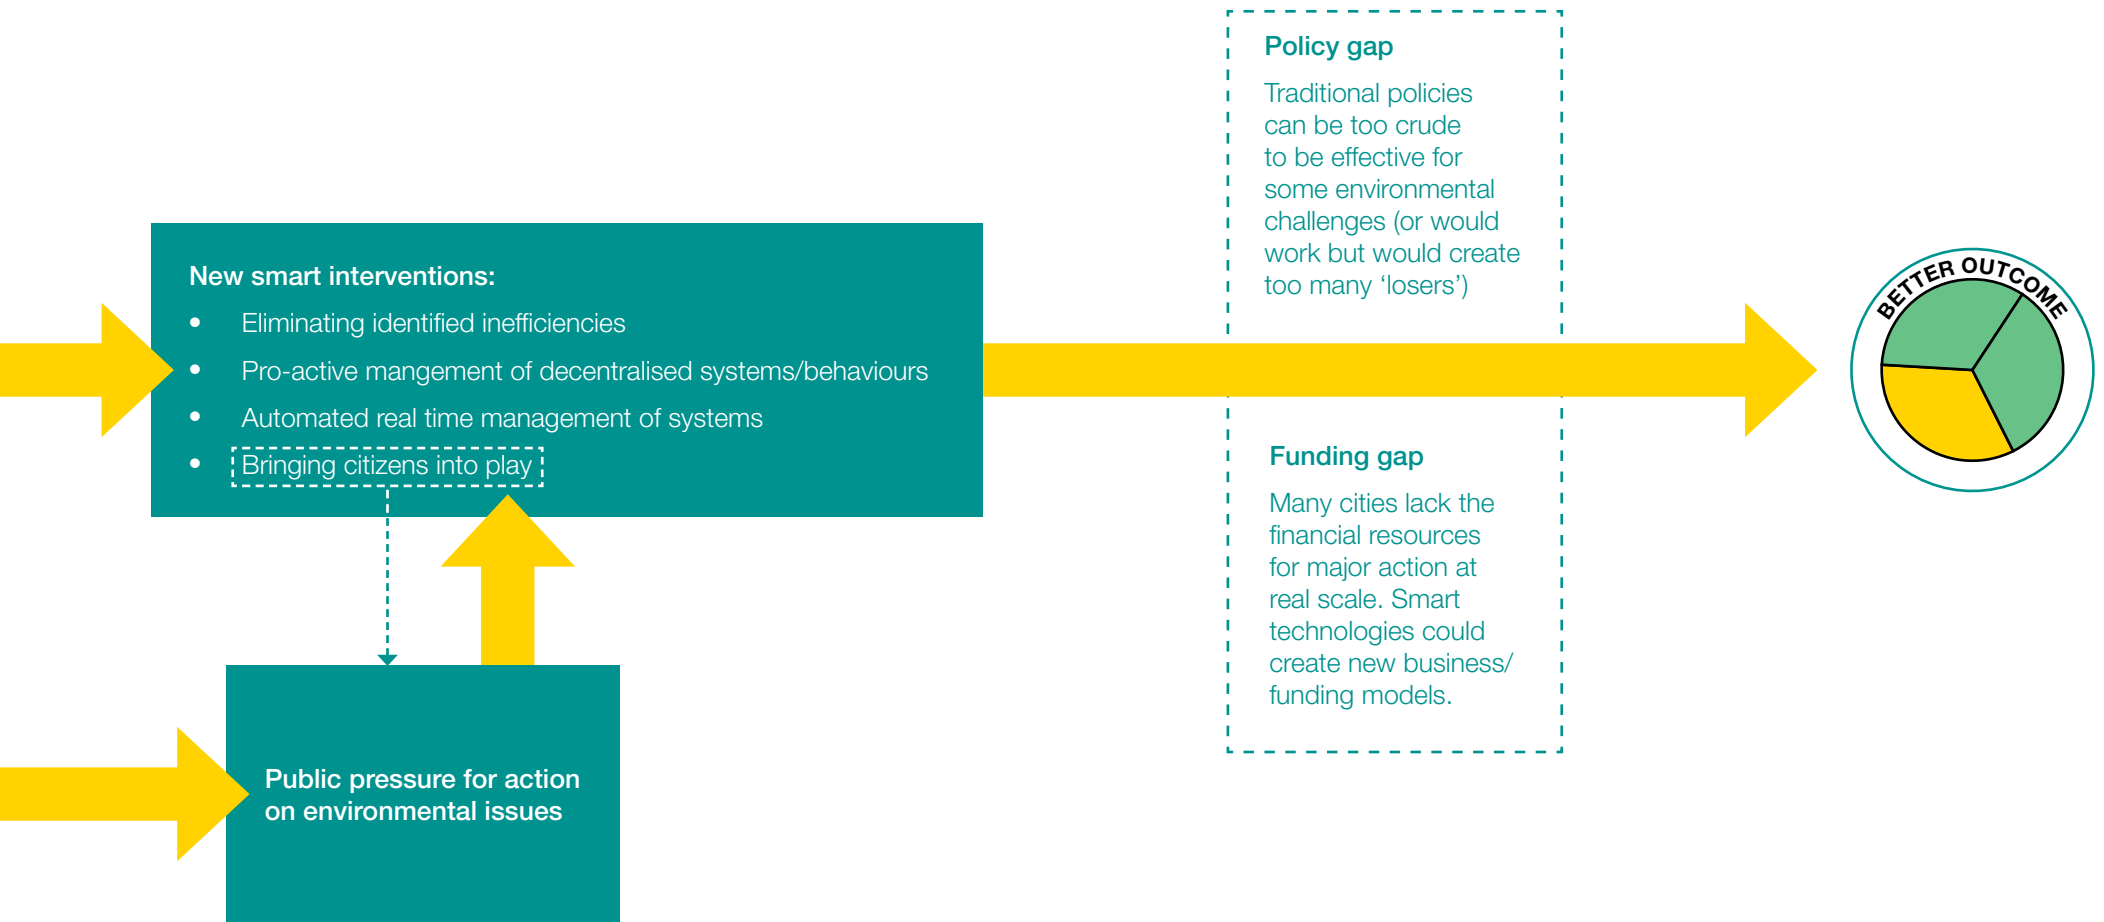 Policy gap
Traditional policies
can be too crude
to be effective for
some environmental
challenges (or would
work but would create
too many ‘losers’)
New smart interventions:
• Eliminating identified inefficiencies
• Pro-active mangement of decentralised systems/behaviours
• Automated real time management of systems
• Bringing citizens into play
BETTER OUTCOME
Funding gap
Many cities lack the
financial resources
for major action at
real scale. Smart
technologies could
create new business/
funding models.
Public pressure for action
on environmental issues